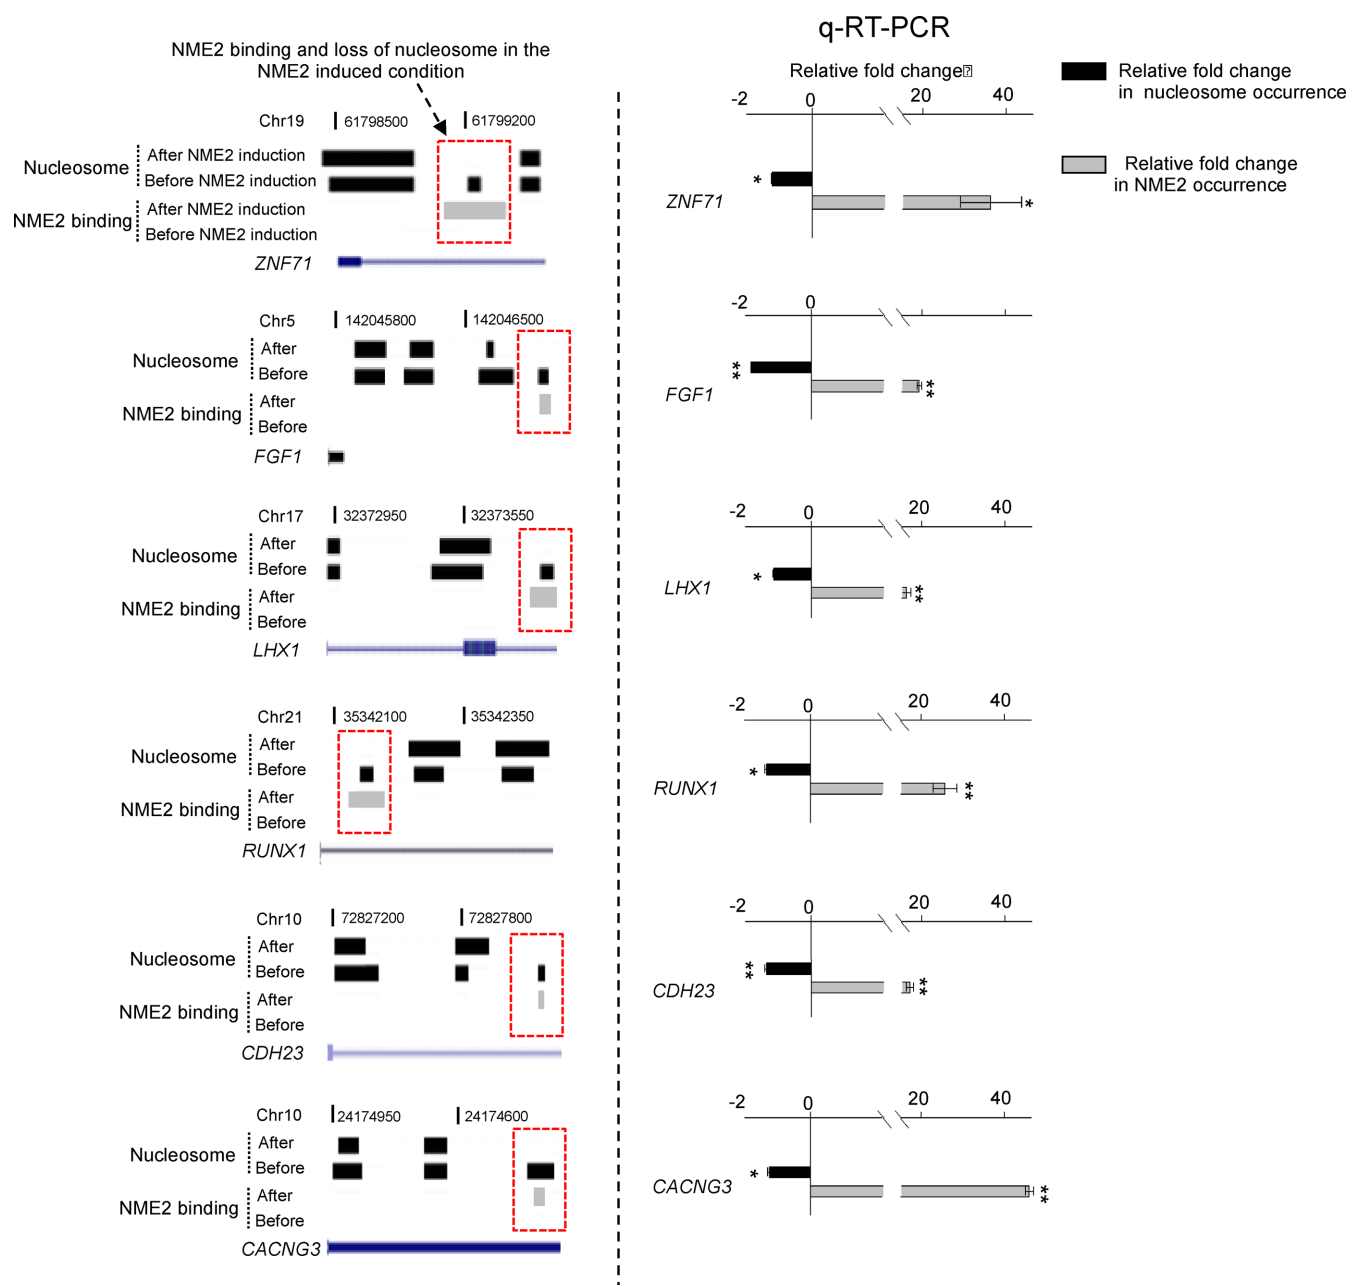 q-RT-PCR
NME2 binding and loss of nucleosome in the
NME2 induced condition
Relative fold change
Relative fold change
in nucleosome occurrence
Relative fold change
in NME2 occurrence
Chr19 61798500 61799200
Nucleosome
After NME2 induction
Before NME2 induction
NME2 binding
After NME2 induction
Before NME2 induction
ZNF71
-2 0 20 40
*
*
ZNF71
Chr5 142045800 142046500
Nucleosome
After
Before
NME2 binding
After
Before
FGF1
-2 0 20
**
**
FGF1
Chr17 32372950 32373550
Nucleosome
After
Before
NME2 binding
After
Before
LHX1
-2 0 20 40
*
**
LHX1
Chr21 35342100 35342350
Nucleosome
After
Before
NME2 binding
After
Before
RUNX1
-2 0 20 40
*
**
RUNX1
Chr10 72827200 72827800
Nucleosome
After
Before
NME2 binding
After
Before
CDH23
-2 0 20 40
**
**
CDH23
Chr10 24174950 24174600
Nucleosome
After
Before
NME2 binding
After
Before
CACNG3
-2 0 20 40
*
**
CACNG3